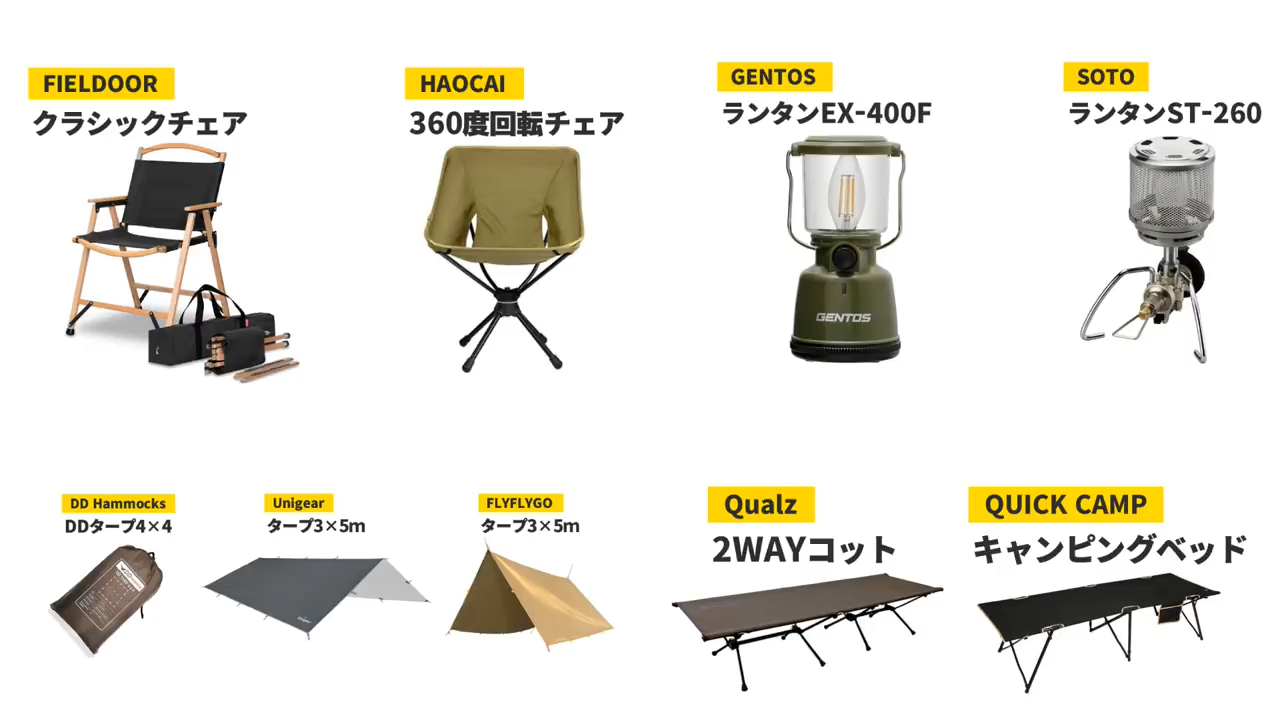 FIELDOOR
クラシックチェア
HAOCAI
360度回転チェア
GENTOS
ランタンEX-400F
GENTOS
SOTO
ランタンST-260
DD Hammocks
DDタープ4×4
Unigear
タープ3×5m
FLYFLYGO
タープ3×5m
Qualz
2WAYコット
QUICK CAMP
キャンピングベッド